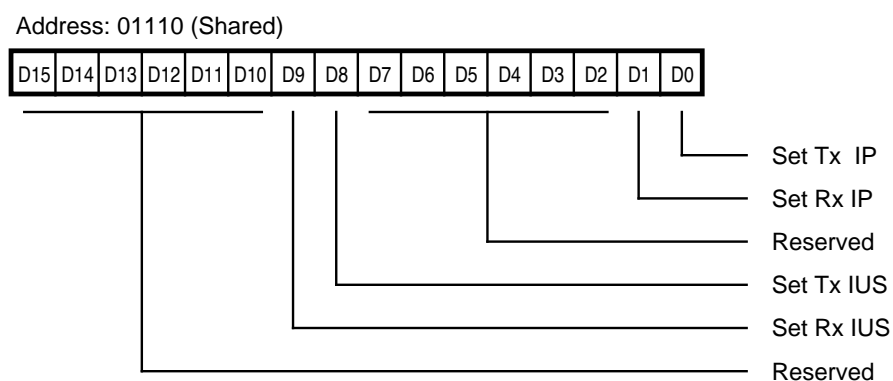 Address: 01110 (Shared)
D15 D14 D13 D12 D11 D10 D9 D8 D7 D6 D5 D4 D3 D2 D1 D0
Set Tx IP
Set Rx IP
Reserved
Set Tx IUS
Set Rx IUS
Reserved